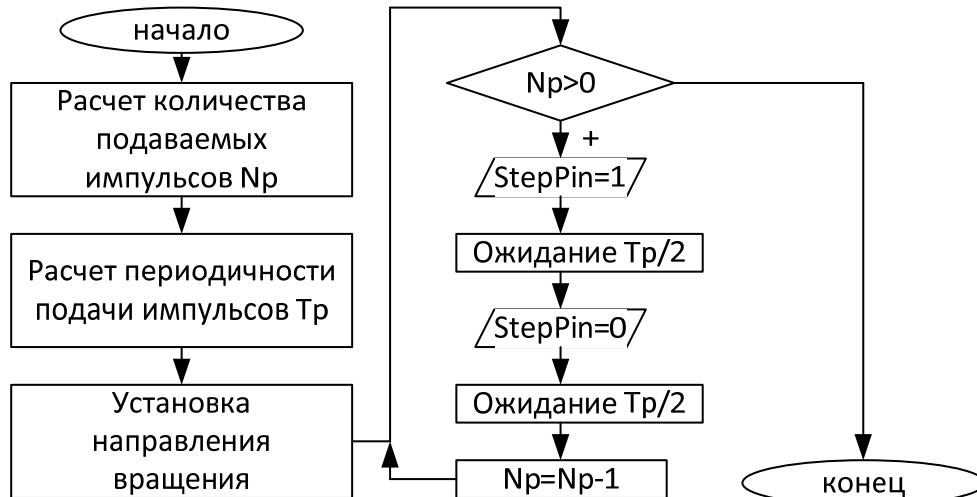 начало
Расчет количества
подаваемых
импульсов Np
Расчет периодичности
подачи импульсов Tp
Установка
направления
вращения
Np>0
+
StepPin=1
Ожидание Tp/2
StepPin=0
Ожидание Tp/2
Np=Np-1
конец